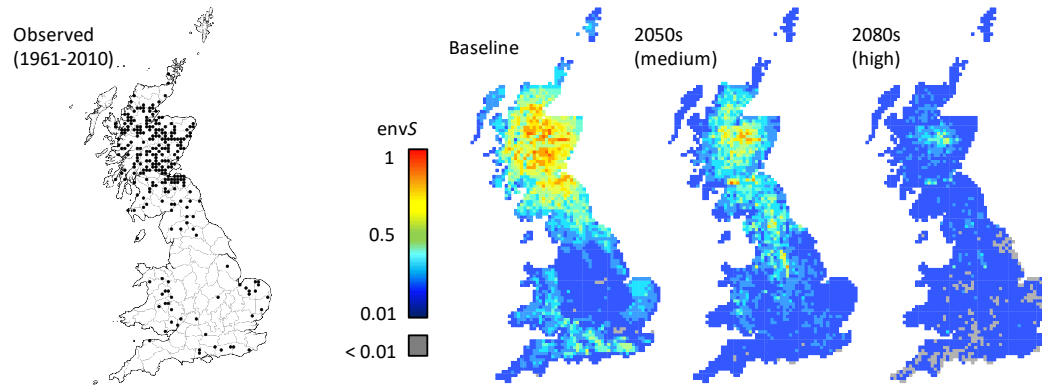 Observed
(1961-2010)
envS
1
0.5
0.01
< 0.01
Baseline
2050s
(medium)
2080s
(high)